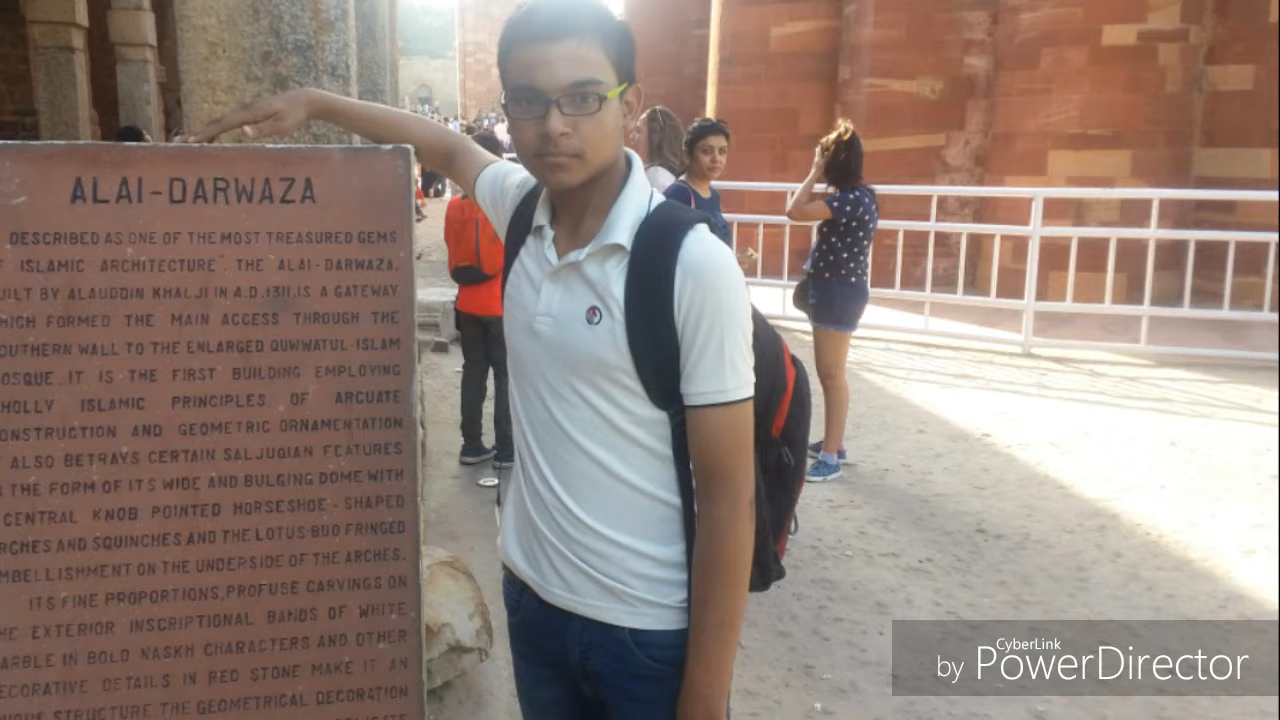 ALAI-DARWAZA
DESCRIBED AS ONE OF THE MOST TREASURED GEMS
F ISLAMIC ARCHITECTURE. THE ALAI-DARWAZA,
UILT BY ALAUDDIN KHALJI IN A.D.1311, IS A GATEWAY
HICH FORMED THE MAIN ACCESS THROUGH THE
OUTHERN WALL TO THE ENLARGED QUWWATUL-ISLAM
OSQUE. IT IS THE FIRST BUILDING EMPLOYING
HOLLY ISLAMIC PRINCIPLES OF ARCUATE
ONSTRUCTION AND GEOMETRIC ORNAMENTATION
ALSO BETRAYS CERTAIN SALJUQIAN FEATURES
THE FORM OF ITS WIDE AND BULGING DOME WITH
CENTRAL KNOB POINTED HORSESHOE-SHAPED
RCHES AND SQUINCHES AND THE LOTUS-BUD FRINGED
MBELLISHMENT ON THE UNDERSIDE OF THE ARCHES.
ITS FINE PROPORTIONS, PROFUSE CARVINGS ON
HE EXTERIOR INSCRIPTIONAL BANDS OF WHITE
ARBLE IN BOLD NASKH CHARACTERS AND OTHER
ECORATIVE DETAILS IN RED STONE MAKE IT AN
STRUCTURE. THE GEOMETRICAL DECORATION
CyberLink
by PowerDirector